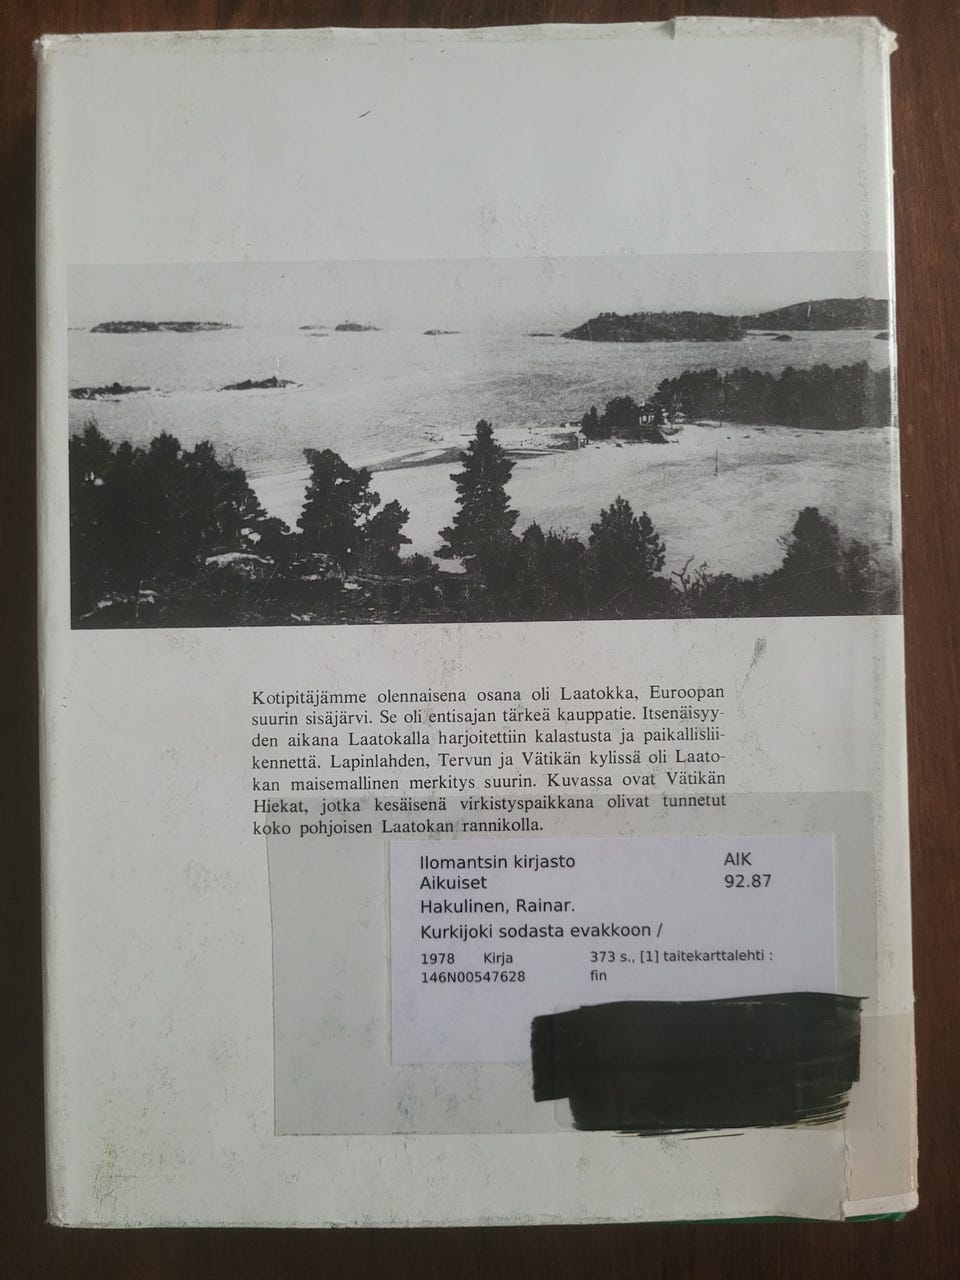 Kotipitäjämme olennaisena osana oli Laatokka, Euroopan
suurin sisäjärvi. Se oli entisajan tärkeä kauppatie. Itsenäisyy-
den aikana Laatokalla harjoitettiin kalastusta ja paikallislii-
kennettä. Lapinlahden, Tervun ja Vätikän kylissä oli Laato-
kan maisemallinen merkitys suurin. Kuvassa ovat Vätikän
Hiekat, jotka kesäisenä virkistyspaikkana olivat tunnetut
koko pohjoisen Laatokan rannikolla.
Ilomantsin kirjasto AIK
Aikuiset 92.87
Hakulinen, Rainar.
Kurkijoki sodasta evakkoon /
1978 Kirja 373 s., [1] taitekarttalehti :
146N00547628 fin